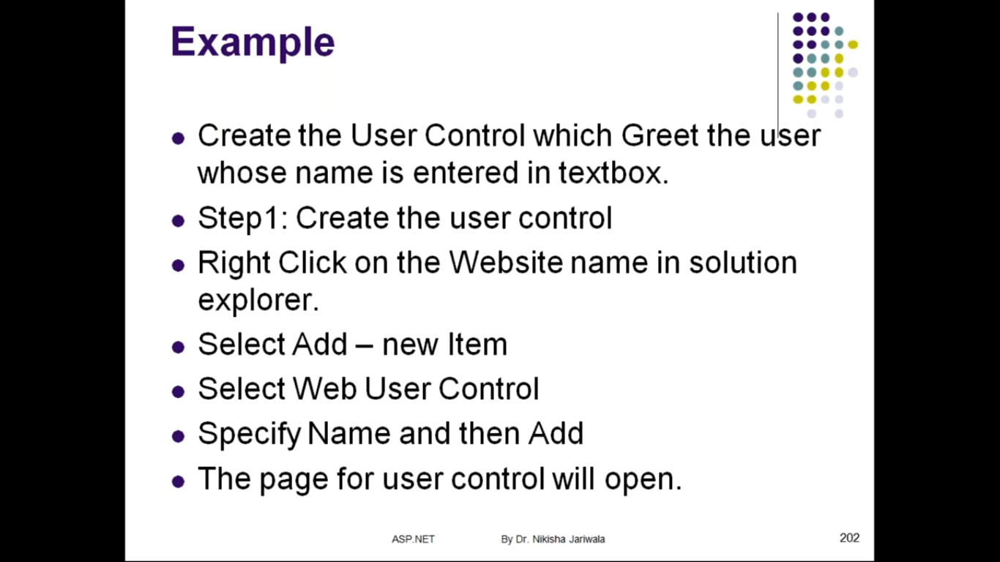 Example
● Create the User Control which Greet the user
whose name is entered in textbox.
● Step1: Create the user control
● Right Click on the Website name in solution
explorer.
● Select Add – new Item
● Select Web User Control
● Specify Name and then Add
● The page for user control will open.
ASP.NET By Dr. Nikisha Jariwala 202